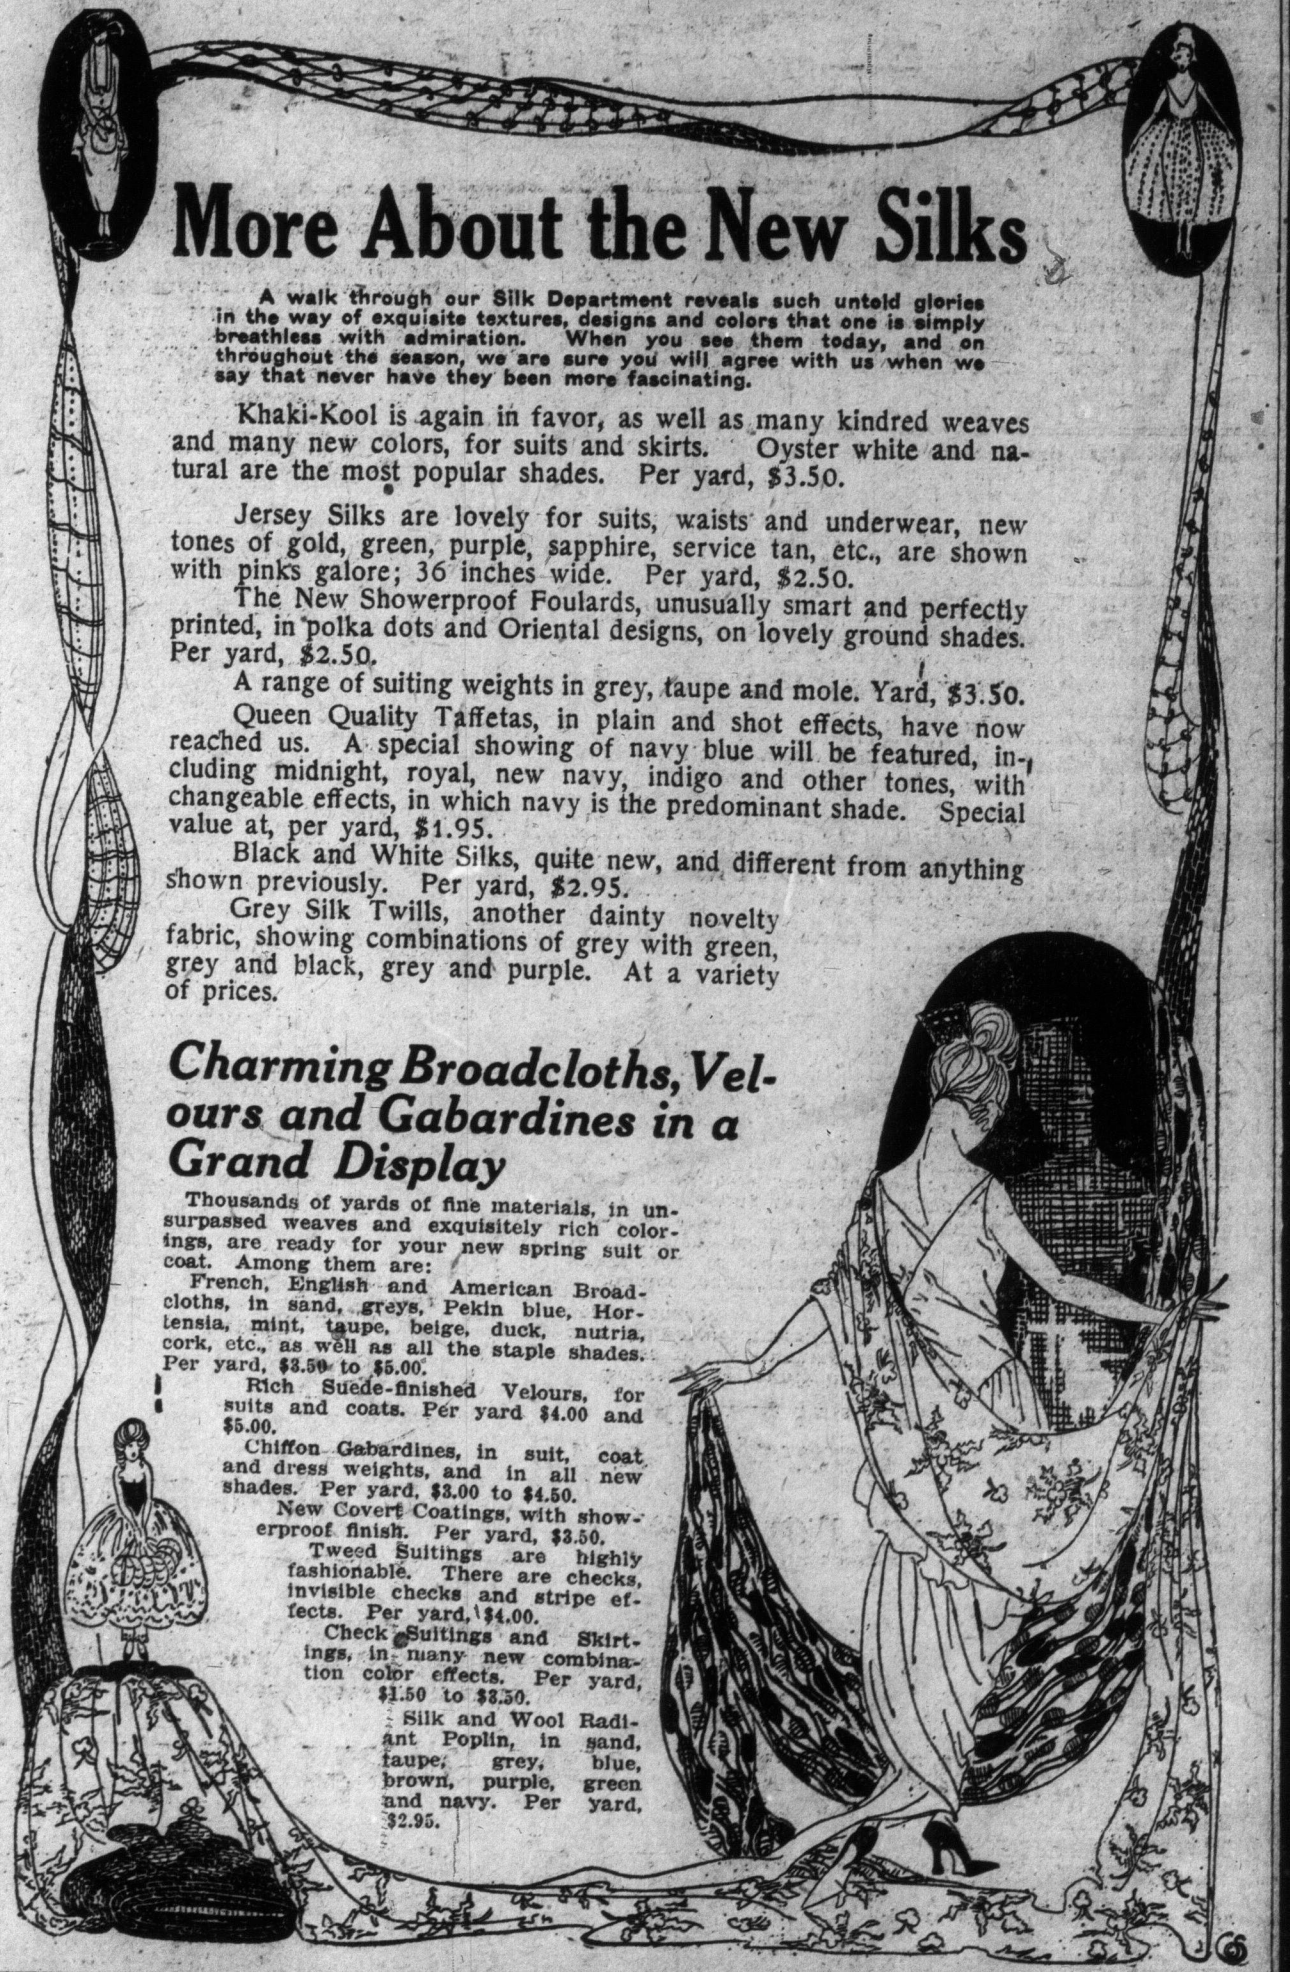 More About the New Silks
A walk through our Silk Department reveals such untold glories
in the way of exquisite textures, designs and colors that one is simply
breathless with admiration. When you see them today, and on
throughout the season, we are sure you will agree with us when we
say that never have they been more fascinating.
Khaki-Kool is again in favor, as well as many kindred weaves
and many new colors, for suits and skirts. Oyster white and na-
tural are the most popular shades. Per yard, $3.50.
Jersey Silks are lovely for suits, waists and underwear, new
tones of gold, green, purple, sapphire, service tan, etc., are shown
with pinks galore; 36 inches wide. Per yard, $2.50.
The New Showerproof Foulards, unusually smart and perfectly
printed, in polka dots and Oriental designs, on lovely ground shades.
Per yard, $2.50.
A range of suiting weights in grey, taupe and mole. Yard, $3.50.
Queen Quality Taffetas, in plain and shot effects, have now
reached us. A special showing of navy blue will be featured, in-
cluding midnight, royal, new navy, indigo and other tones, with
changeable effects, in which navy is the predominant shade. Special
value at, per yard, $1.95.
Black and White Silks, quite new, and different from anything
shown previously. Per yard, $2.95.
Grey Silk Twills, another dainty novelty
fabric, showing combinations of grey with green,
grey and black, grey and purple. At a variety
of prices.
Charming Broadcloths, Vel-
ours and Gabardines in a
Grand Display
Thousands of yards of fine materials, in un-
surpassed weaves and exquisitely rich color-
ings, are ready for your new spring suit or
coat. Among them are:
French, English and American Broad-
cloths, in sand, greys, Pekin blue, Hor-
tensia, mint, taupe, beige, duck, nutria,
cork, etc., as well as all the staple shades.
Per yard, $3.50 to $5.00.
Rich Suede-finished Velours, for
suits and coats. Per yard $4.00 and
$5.00.
Chiffon Gabardines, in suit, coat
and dress weights, and in all new
shades. Per yard, $3.00 to $4.50.
New Covert Coatings, with show-
erproof finish. Per yard, $3.50.
Tweed Suitings are highly
fashionable. There are checks,
invisible checks and stripe ef-
fects. Per yard, $4.00.
Check Suitings and Skirt-
ings, in many new combina-
tion color effects. Per yard,
$1.50 to $3.50.
Silk and Wool Radi-
ant Poplin, in sand,
taupe, grey, blue,
brown, purple, green
and navy. Per yard,
$2.95.